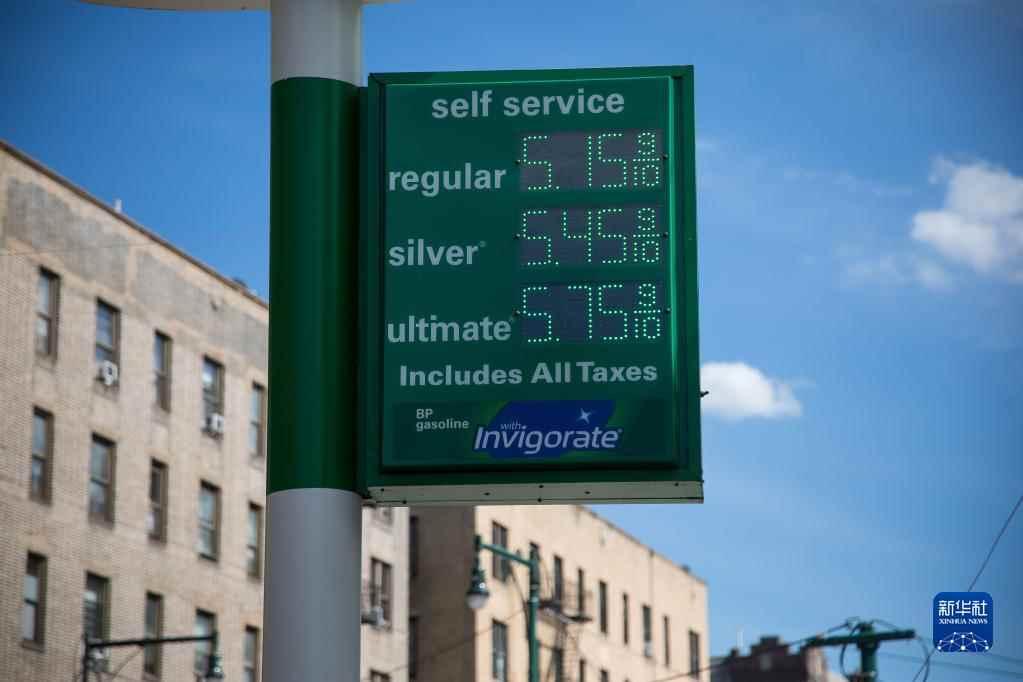 self service
regular 5.15 9/10
silver® 5.45 9/10
ultimate® 5.75 9/10
Includes All Taxes
BP
gasoline
with
Invigorate®
新华社
XINHUA NEWS